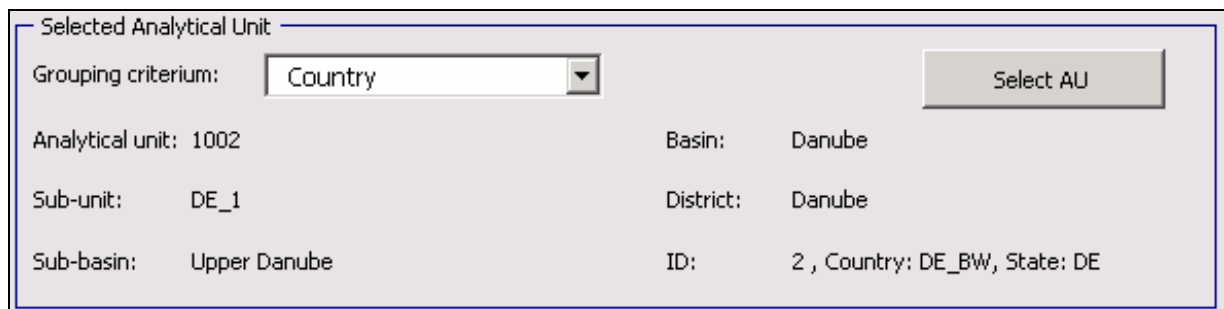 Selected Analytical Unit
Grouping criterium: Country Select AU
Analytical unit: 1002 Basin: Danube
Sub-unit: DE_1 District: Danube
Sub-basin: Upper Danube ID: 2 , Country: DE_BW, State: DE